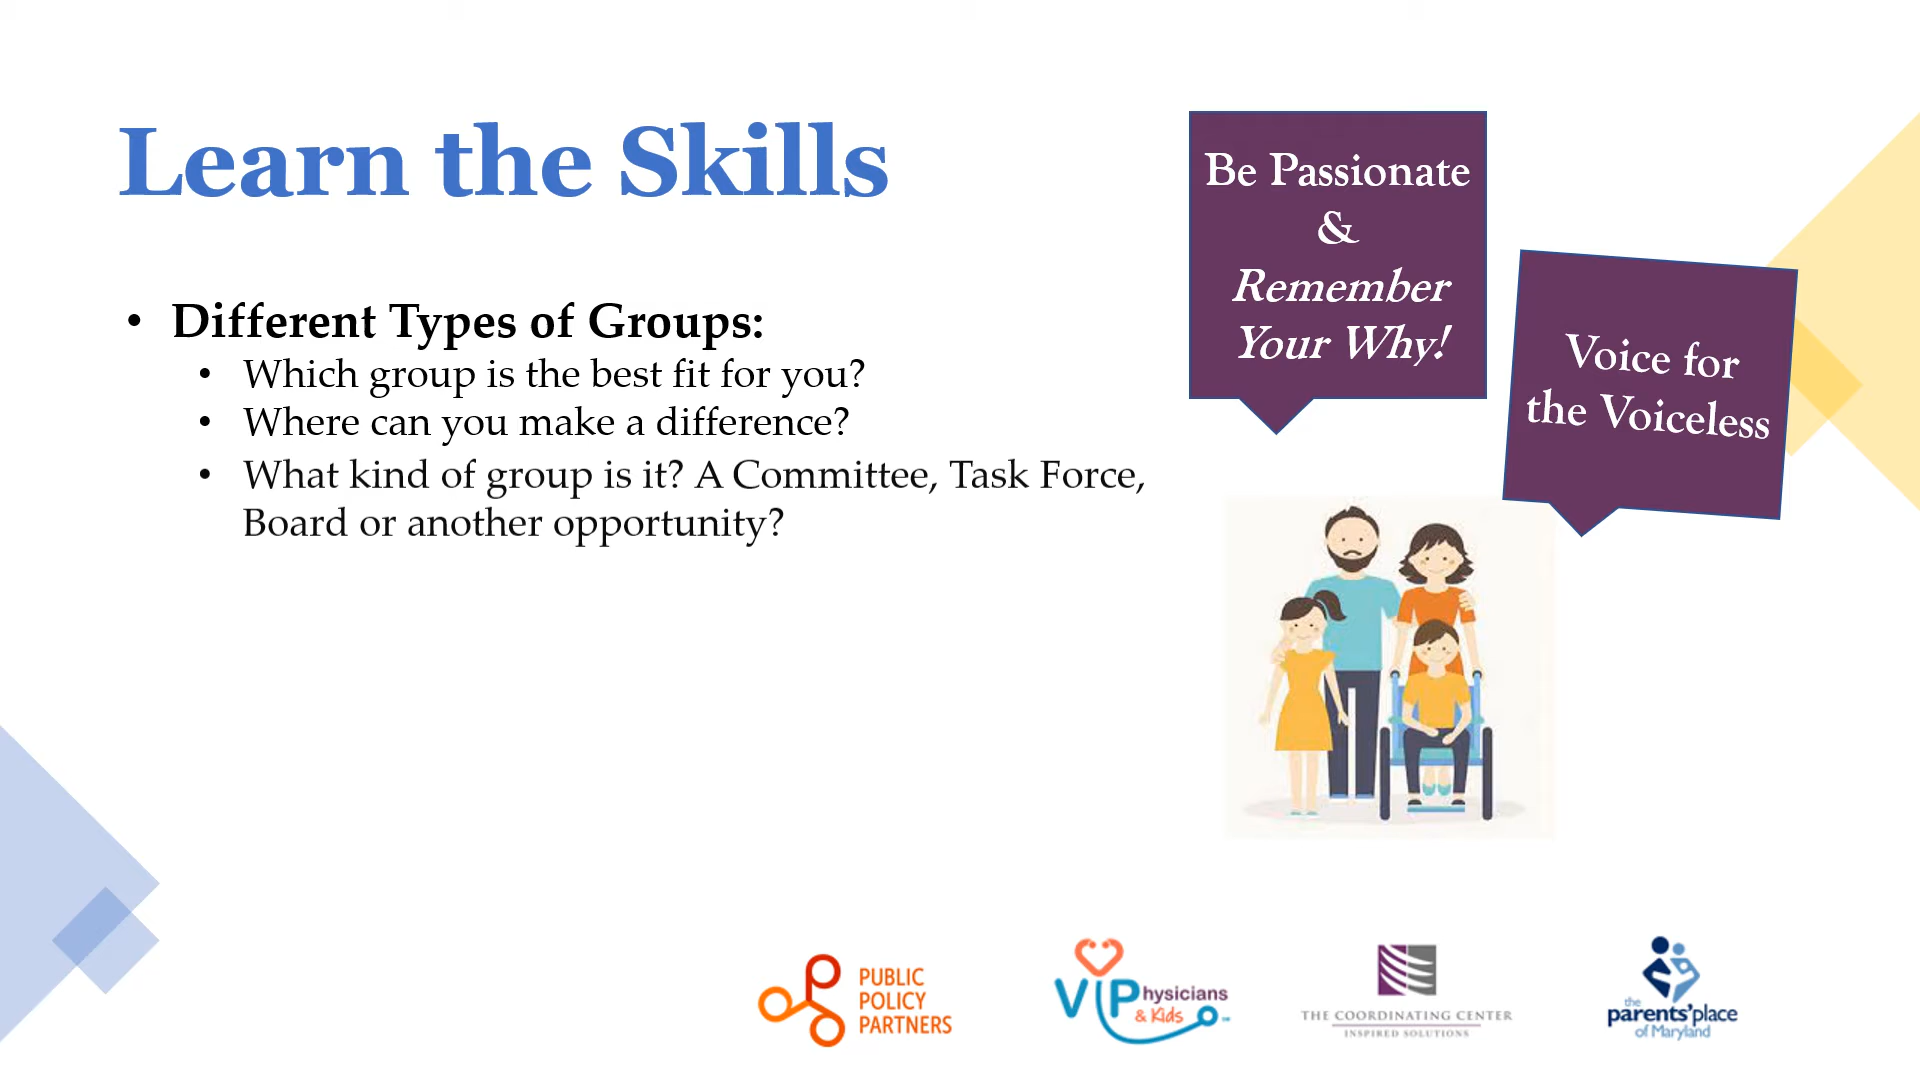 Learn the Skills
• Different Types of Groups:
• Which group is the best fit for you?
• Where can you make a difference?
• What kind of group is it? A Committee, Task Force,
Board or another opportunity?
Be Passionate
&
Remember
Your Why!
Voice for
the Voiceless
PUBLIC
POLICY
PARTNERS
VIPhysicians
& Kids
THE COORDINATING CENTER
INSPIRED SOLUTIONS
the
parents'place
of Maryland